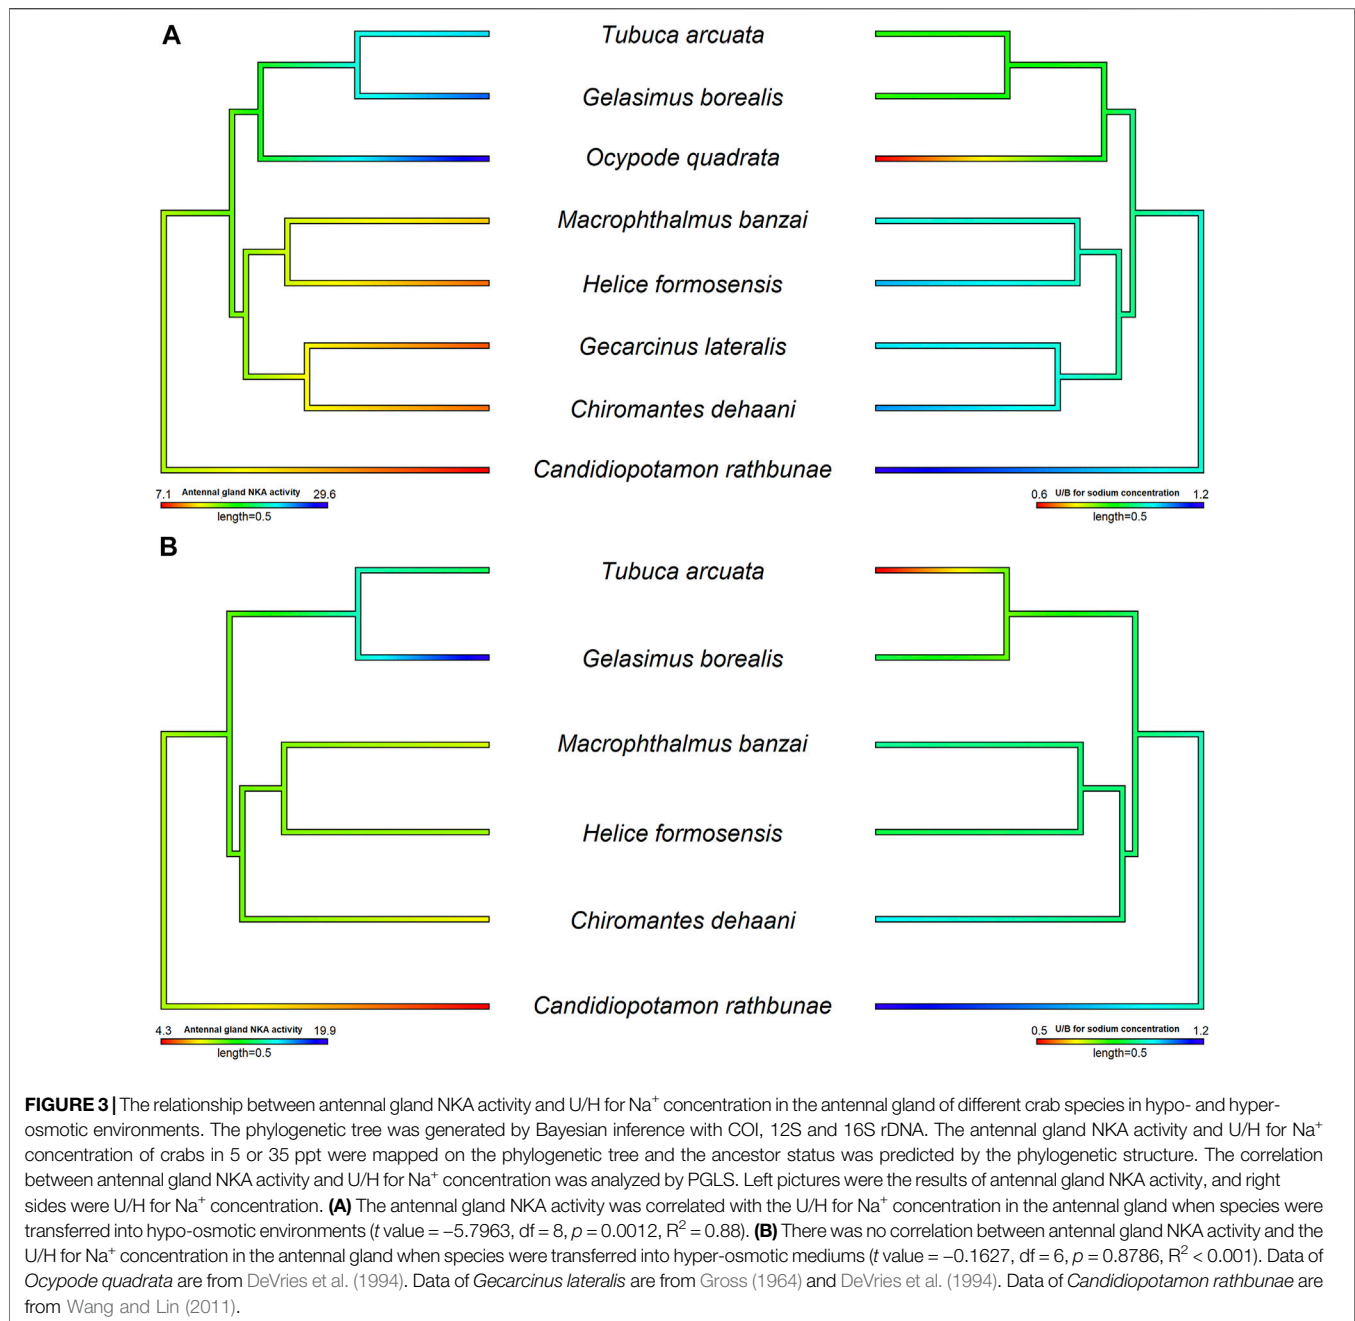 A
Tubuca arcuata
Gelasimus borealis
Ocypode quadrata
Macrophthalmus banzai
Helice formosensis
Gecarcinus lateralis
Chiromantes dehaani
Candidiopotamon rathbunae
7.1 Antennal gland NKA activity 29.6
length=0.5
0.6 U/B for sodium concentration 1.2
length=0.5
B
Tubuca arcuata
Gelasimus borealis
Macrophthalmus banzai
Helice formosensis
Chiromantes dehaani
Candidiopotamon rathbunae
4.3 Antennal gland NKA activity 19.9
length=0.5
0.5 U/B for sodium concentration 1.2
length=0.5
FIGURE 3 | The relationship between antennal gland NKA activity and U/H for Na⁺ concentration in the antennal gland of different crab species in hypo- and hyper-
osmotic environments. The phylogenetic tree was generated by Bayesian inference with COI, 12S and 16S rDNA. The antennal gland NKA activity and U/H for Na⁺
concentration of crabs in 5 or 35 ppt were mapped on the phylogenetic tree and the ancestor status was predicted by the phylogenetic structure. The correlation
between antennal gland NKA activity and U/H for Na⁺ concentration was analyzed by PGLS. Left pictures were the results of antennal gland NKA activity, and right
sides were U/H for Na⁺ concentration. (A) The antennal gland NKA activity was correlated with the U/H for Na⁺ concentration in the antennal gland when species were
transferred into hypo-osmotic environments (t value = −5.7963, df = 8, p = 0.0012, R² = 0.88). (B) There was no correlation between antennal gland NKA activity and the
U/H for Na⁺ concentration in the antennal gland when species were transferred into hyper-osmotic mediums (t value = −0.1627, df = 6, p = 0.8786, R² < 0.001). Data of
Ocypode quadrata are from DeVries et al. (1994). Data of Gecarcinus lateralis are from Gross (1964) and DeVries et al. (1994). Data of Candidiopotamon rathbunae are
from Wang and Lin (2011).